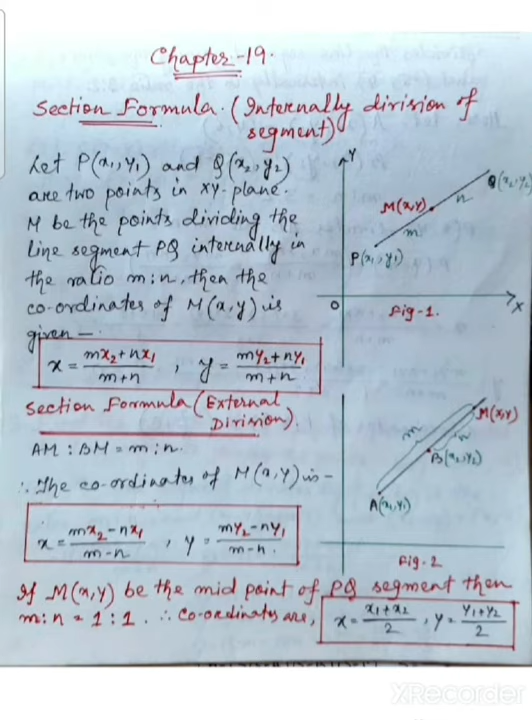 Chapter-19.
Section Formula. (Internally division of
segment)
Let P(x₁,y₁) and Q(x₂,y₂)
are two points in xy-plane.
M be the points dividing the
line segment PQ internally in
the ratio m:n, then the
co-ordinates of M(x,y) is
given –
x = (mx₂+nx₁)/(m+n) , y = (my₂+ny₁)/(m+n)
Y
Q(x₂,y₂)
n
M(x,y)
m
P(x₁,y₁)
O
X
Fig-1.
Section Formula (External
Division).
AM : BM = m:n.
∴ The co-ordinates of M(x,y) is –
x = (mx₂-nx₁)/(m-n) , y = (my₂-ny₁)/(m-n).
M(x,y)
m
n
B(x₂,y₂)
A(x₁,y₁)
Fig-2
If M(x,y) be the mid point of PQ segment then
m:n = 1:1. ∴ Co-ordinates are, x = (x₁+x₂)/2 , y = (y₁+y₂)/2
XRecorder